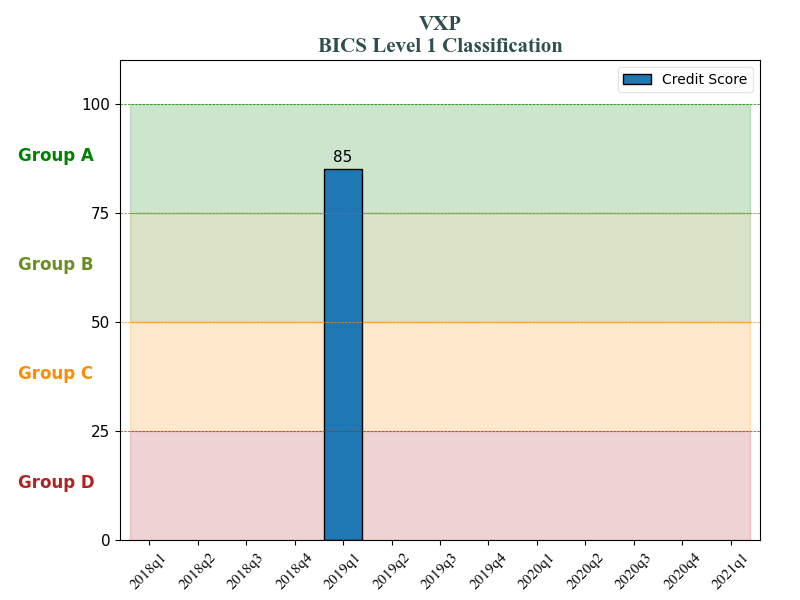 VXP
BICS Level 1 Classification
Credit Score
100
Group A
85
75
Group B
50
Group C
25
Group D
0
2018q1
2018q2
2018q3
2018q4
2019q1
2019q2
2019q3
2019q4
2020q1
2020q2
2020q3
2020q4
2021q1